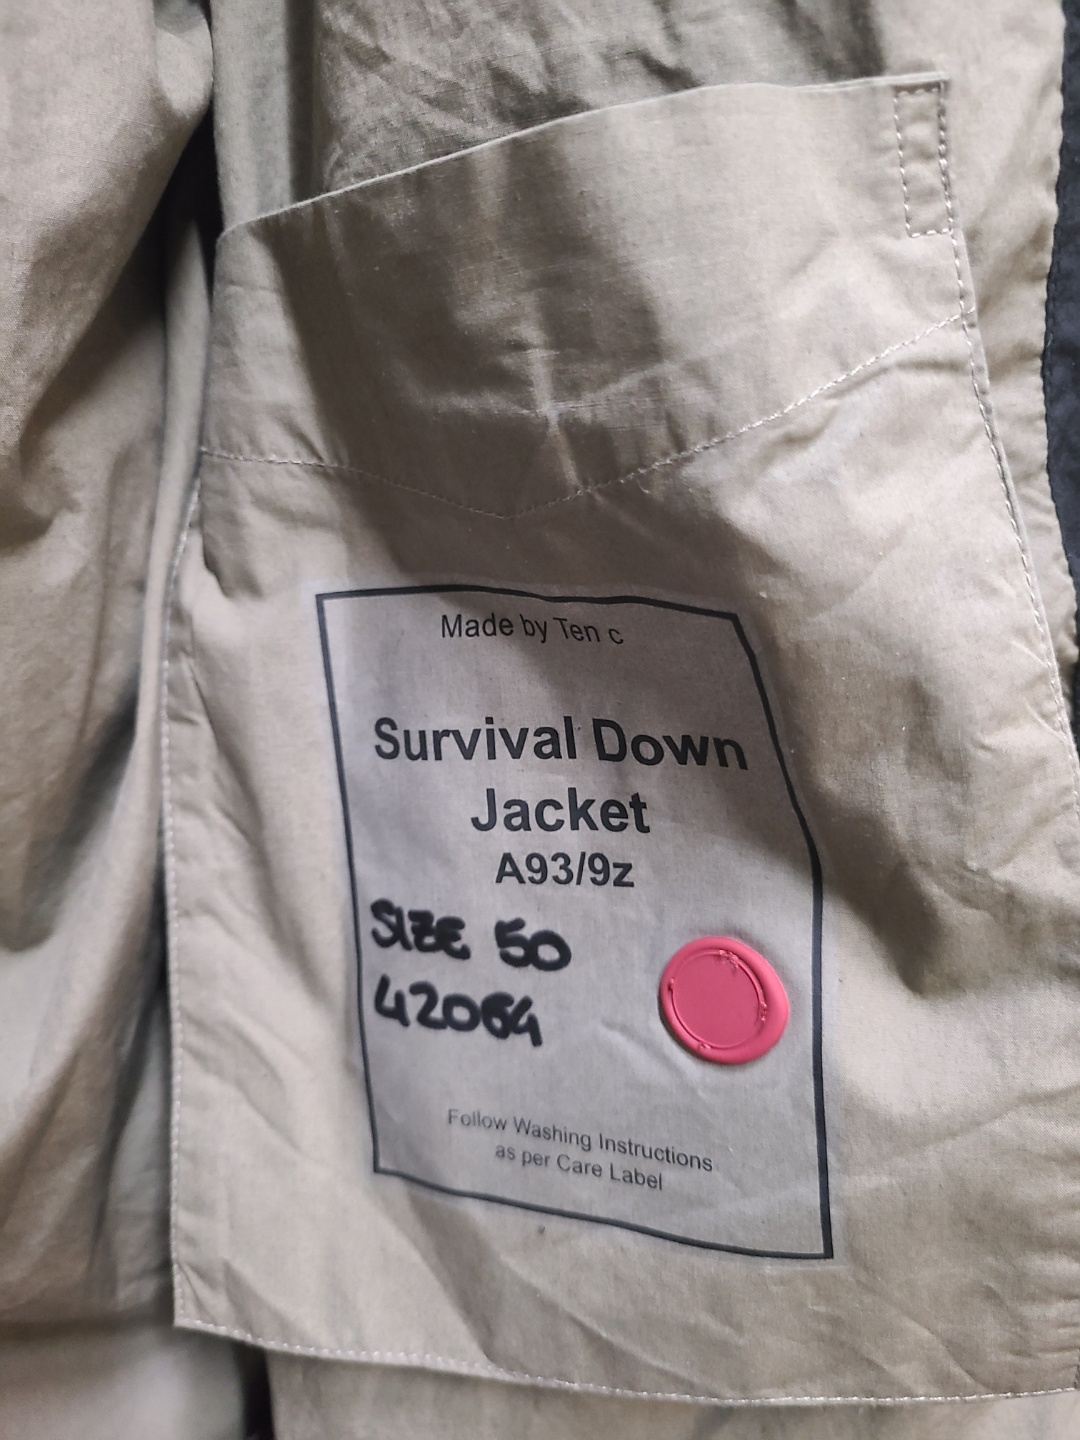 Made by Ten c
Survival Down
Jacket
A93/9z
SIZE 50
42064
Follow Washing Instructions
as per Care Label